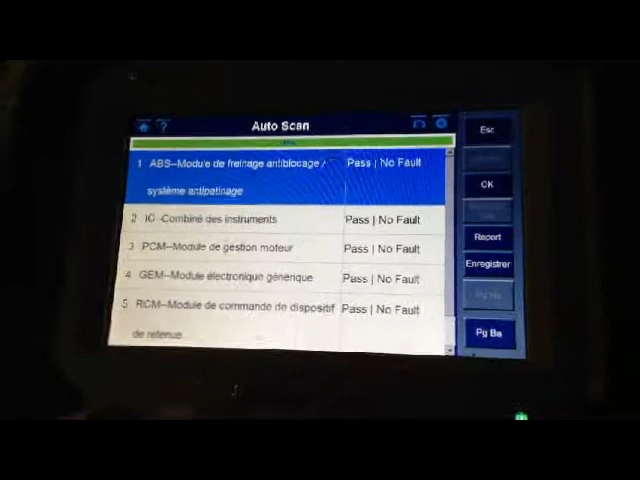 Auto Scan
Esc
1 ABS--Module de freinage antiblocage / Pass | No Fault
système antipatinage
OK
2 IC--Combiné des instruments Pass | No Fault
Report
3 PCM--Module de gestion moteur Pass | No Fault
Enregistrer
4 GEM--Module électronique générique Pass | No Fault
Pg Ha
5 RCM--Module de commande de dispositif Pass | No Fault
de retenue
Pg Ba